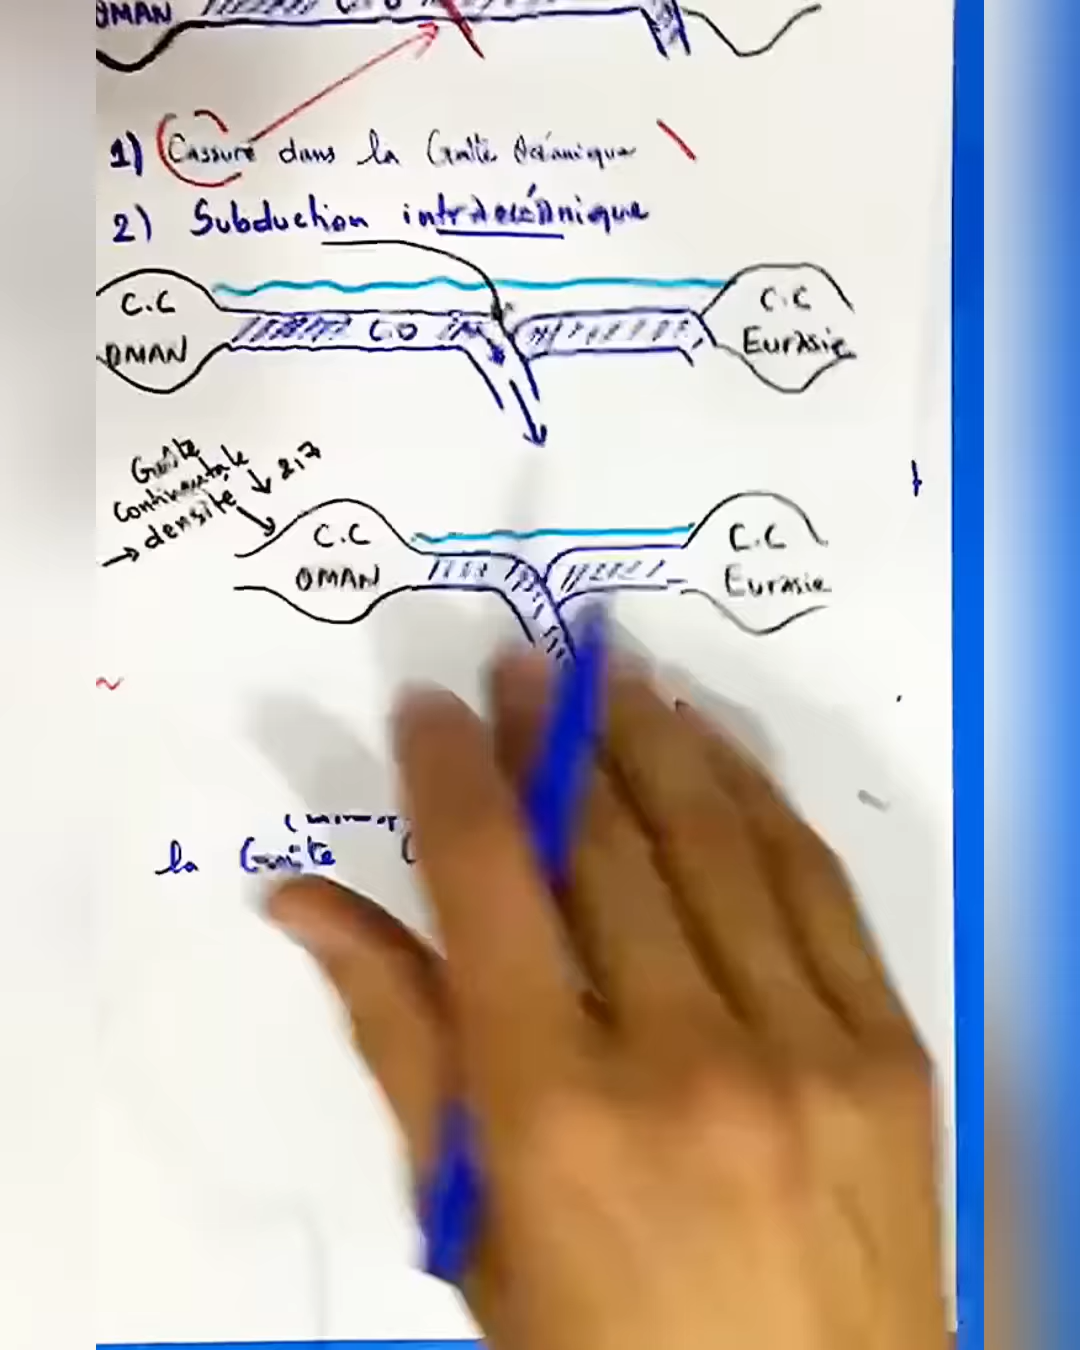 OMAN C.O
1) Cassure dans la Croûte Océanique
2) Subduction intraocéanique
C.C C.C
OMAN C.O Eurasie
Croûte
continentale
→ densité ↓ 2,7
C.C C.C
OMAN Eurasie
la Croûte